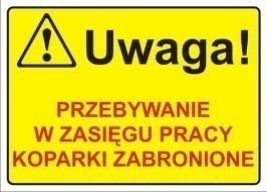 Uwaga!
PRZEBYWANIE
W ZASIĘGU PRACY
KOPARKI ZABRONIONE